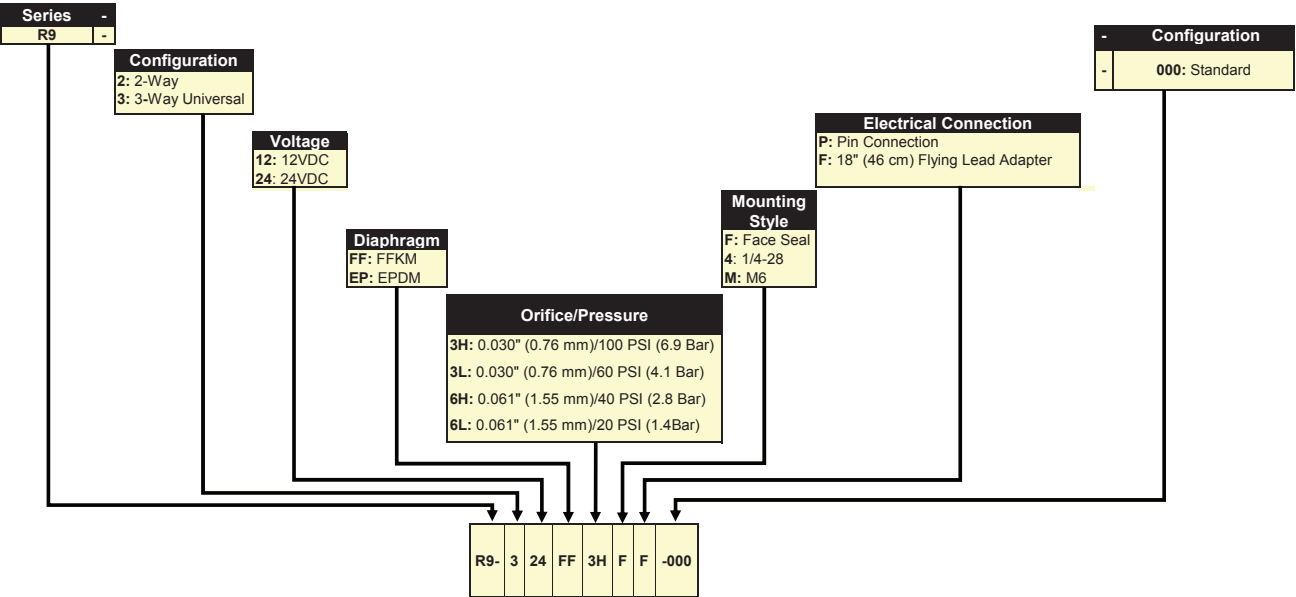 Series -
R9 -
Configuration
2: 2-Way
3: 3-Way Universal
Voltage
12: 12VDC
24: 24VDC
Diaphragm
FF: FFKM
EP: EPDM
Orifice/Pressure
3H: 0.030" (0.76 mm)/100 PSI (6.9 Bar)
3L: 0.030" (0.76 mm)/60 PSI (4.1 Bar)
6H: 0.061" (1.55 mm)/40 PSI (2.8 Bar)
6L: 0.061" (1.55 mm)/20 PSI (1.4Bar)
Mounting
Style
F: Face Seal
4: 1/4-28
M: M6
Electrical Connection
P: Pin Connection
F: 18" (46 cm) Flying Lead Adapter
- Configuration
- 000: Standard
R9- 3 24 FF 3H F F -000